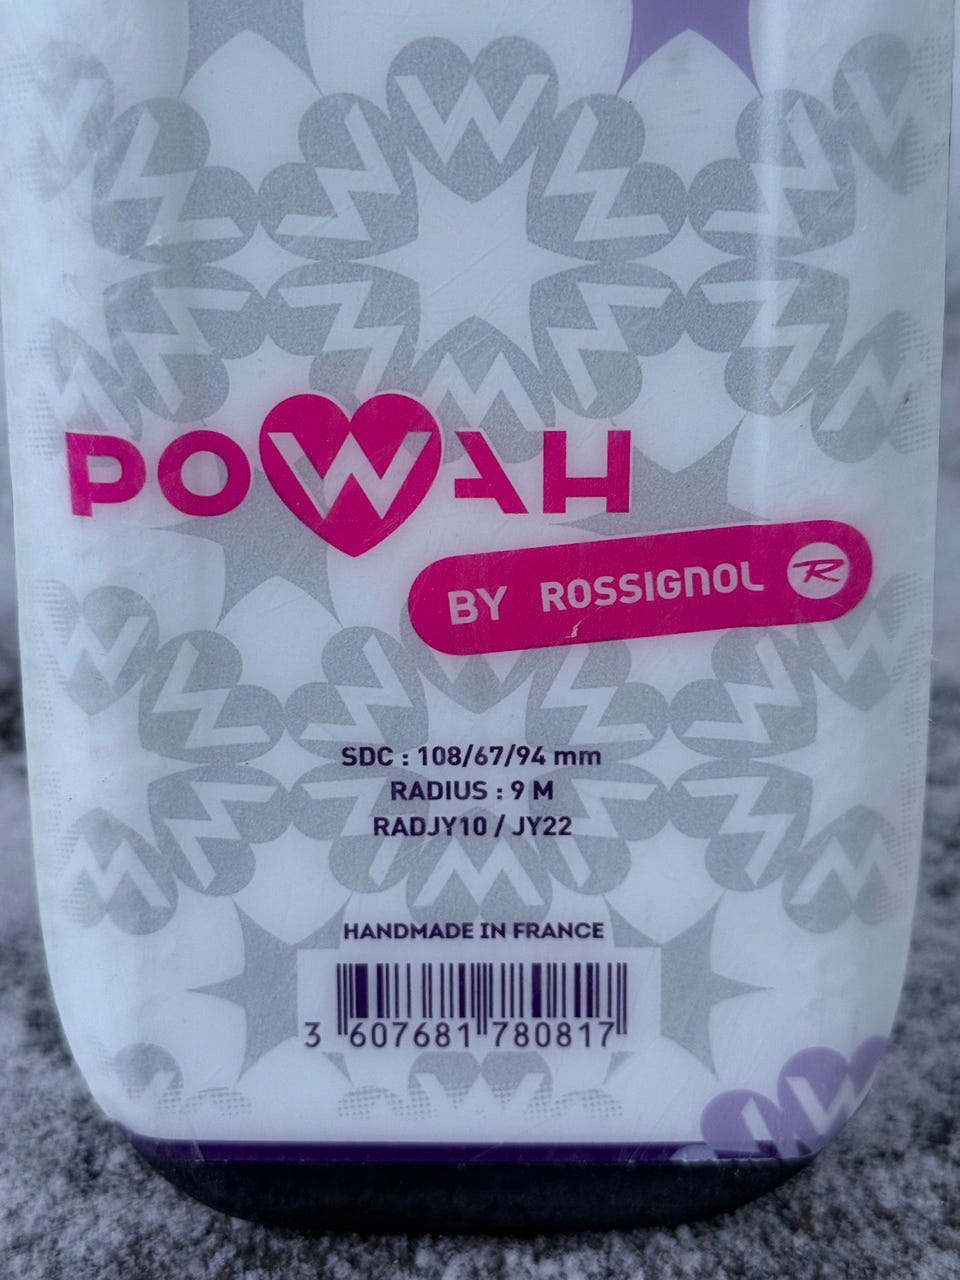 POWAH
BY ROSSIGNOL R
SDC : 108/67/94 mm
RADIUS : 9 M
RADJY10 / JY22
HANDMADE IN FRANCE
3 607681 780817